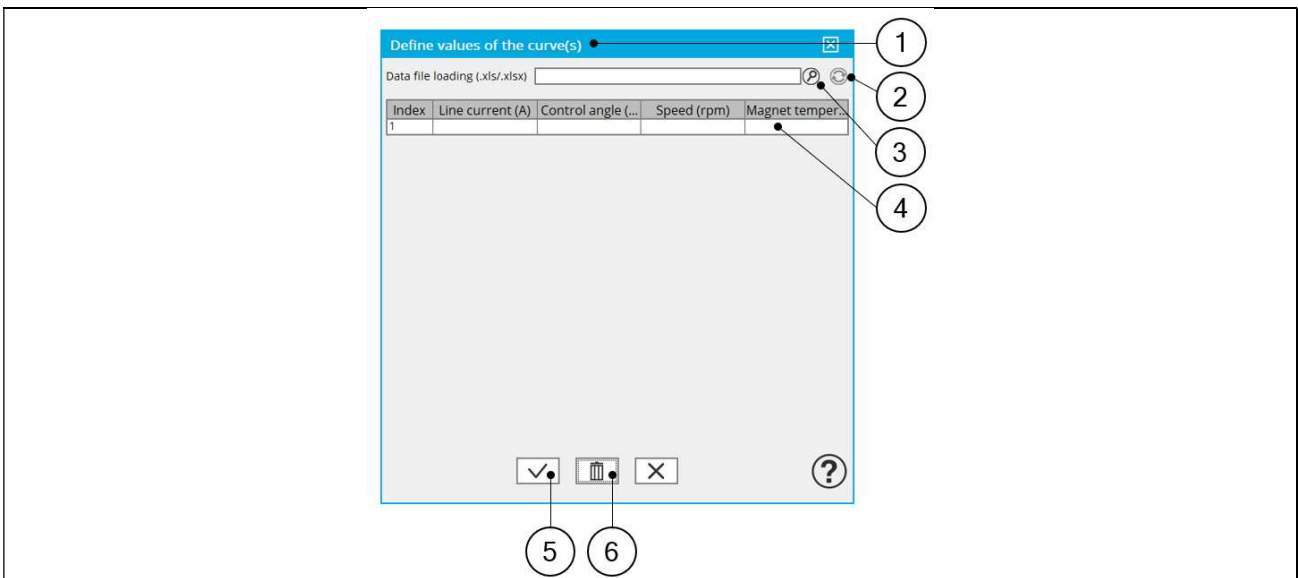 Define values of the curve(s)
1
Data file loading (.xls/.xlsx)
2
Index Line current (A) Control angle (... Speed (rpm) Magnet temper...
1
3
4
?
5 6